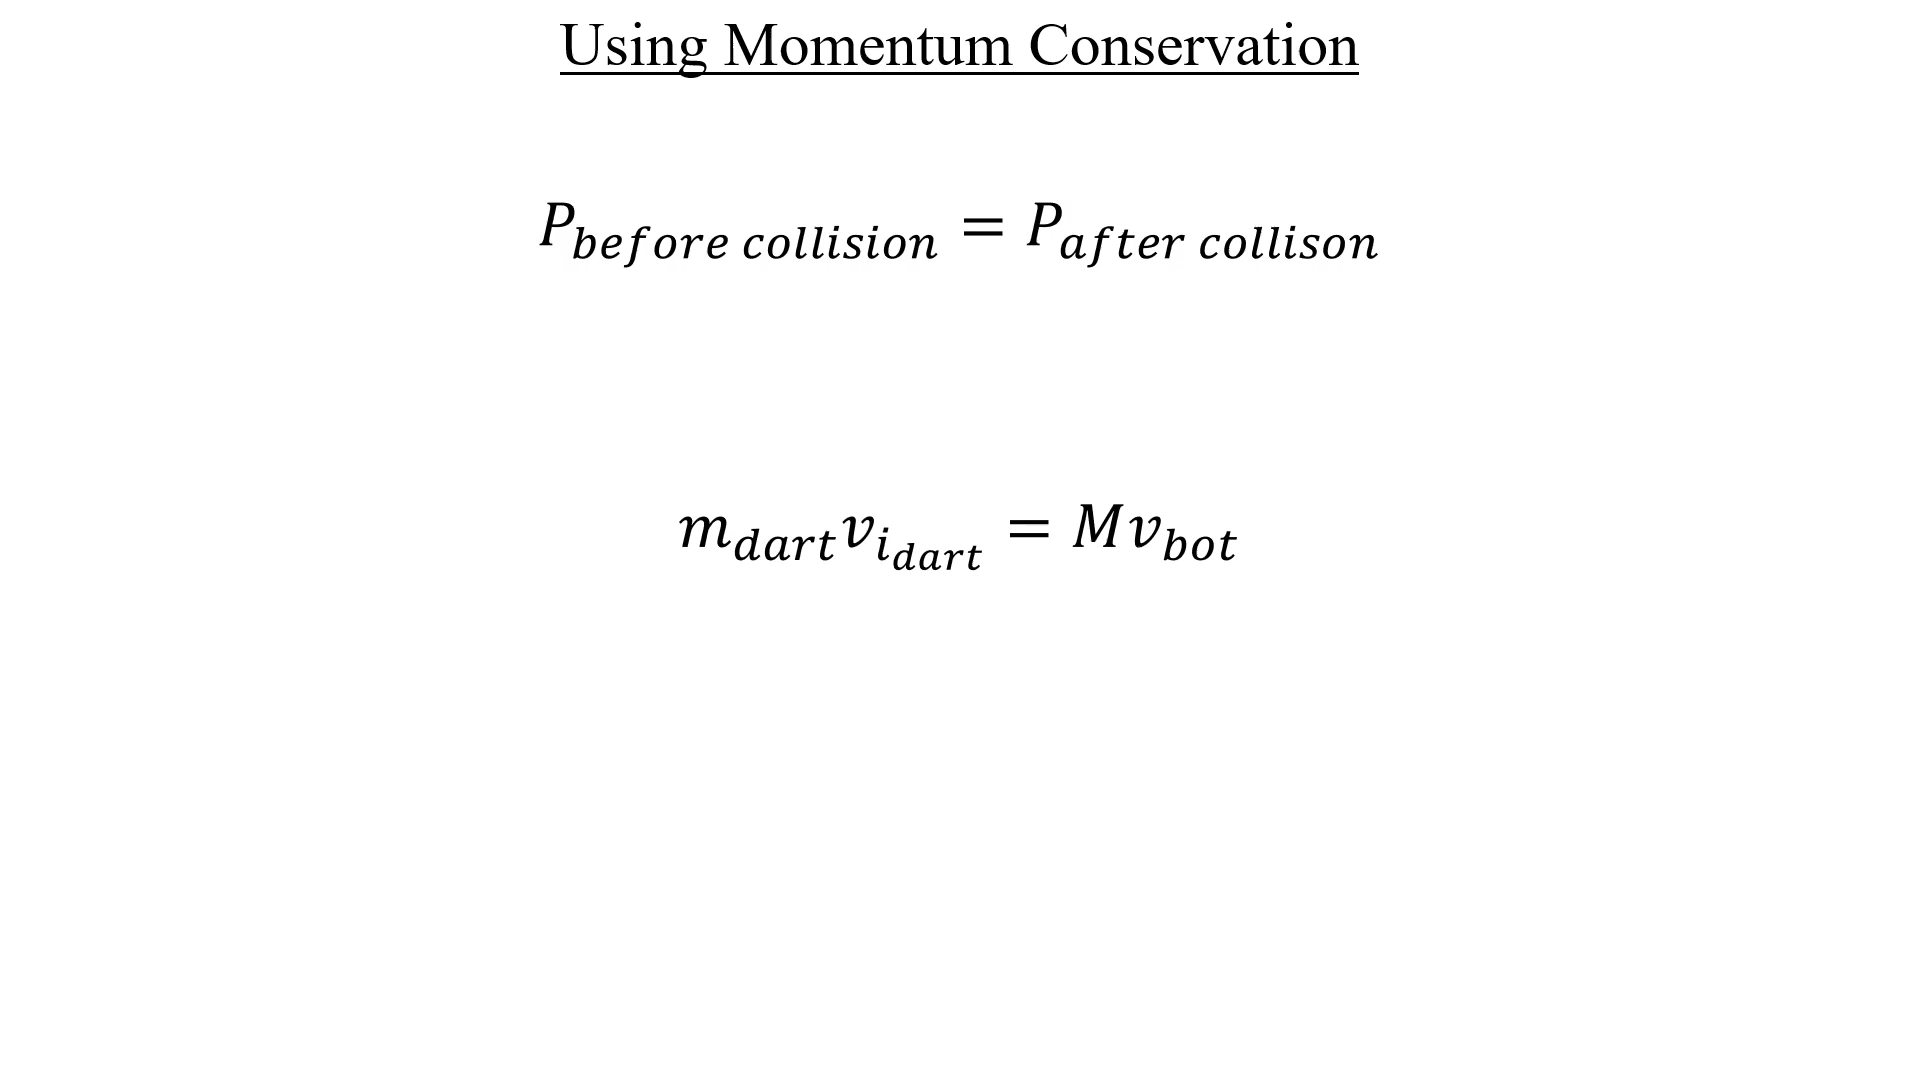 Using Momentum Conservation
P_{before collision} = P_{after collison}
m_{dart}v_{i_{dart}} = Mv_{bot}